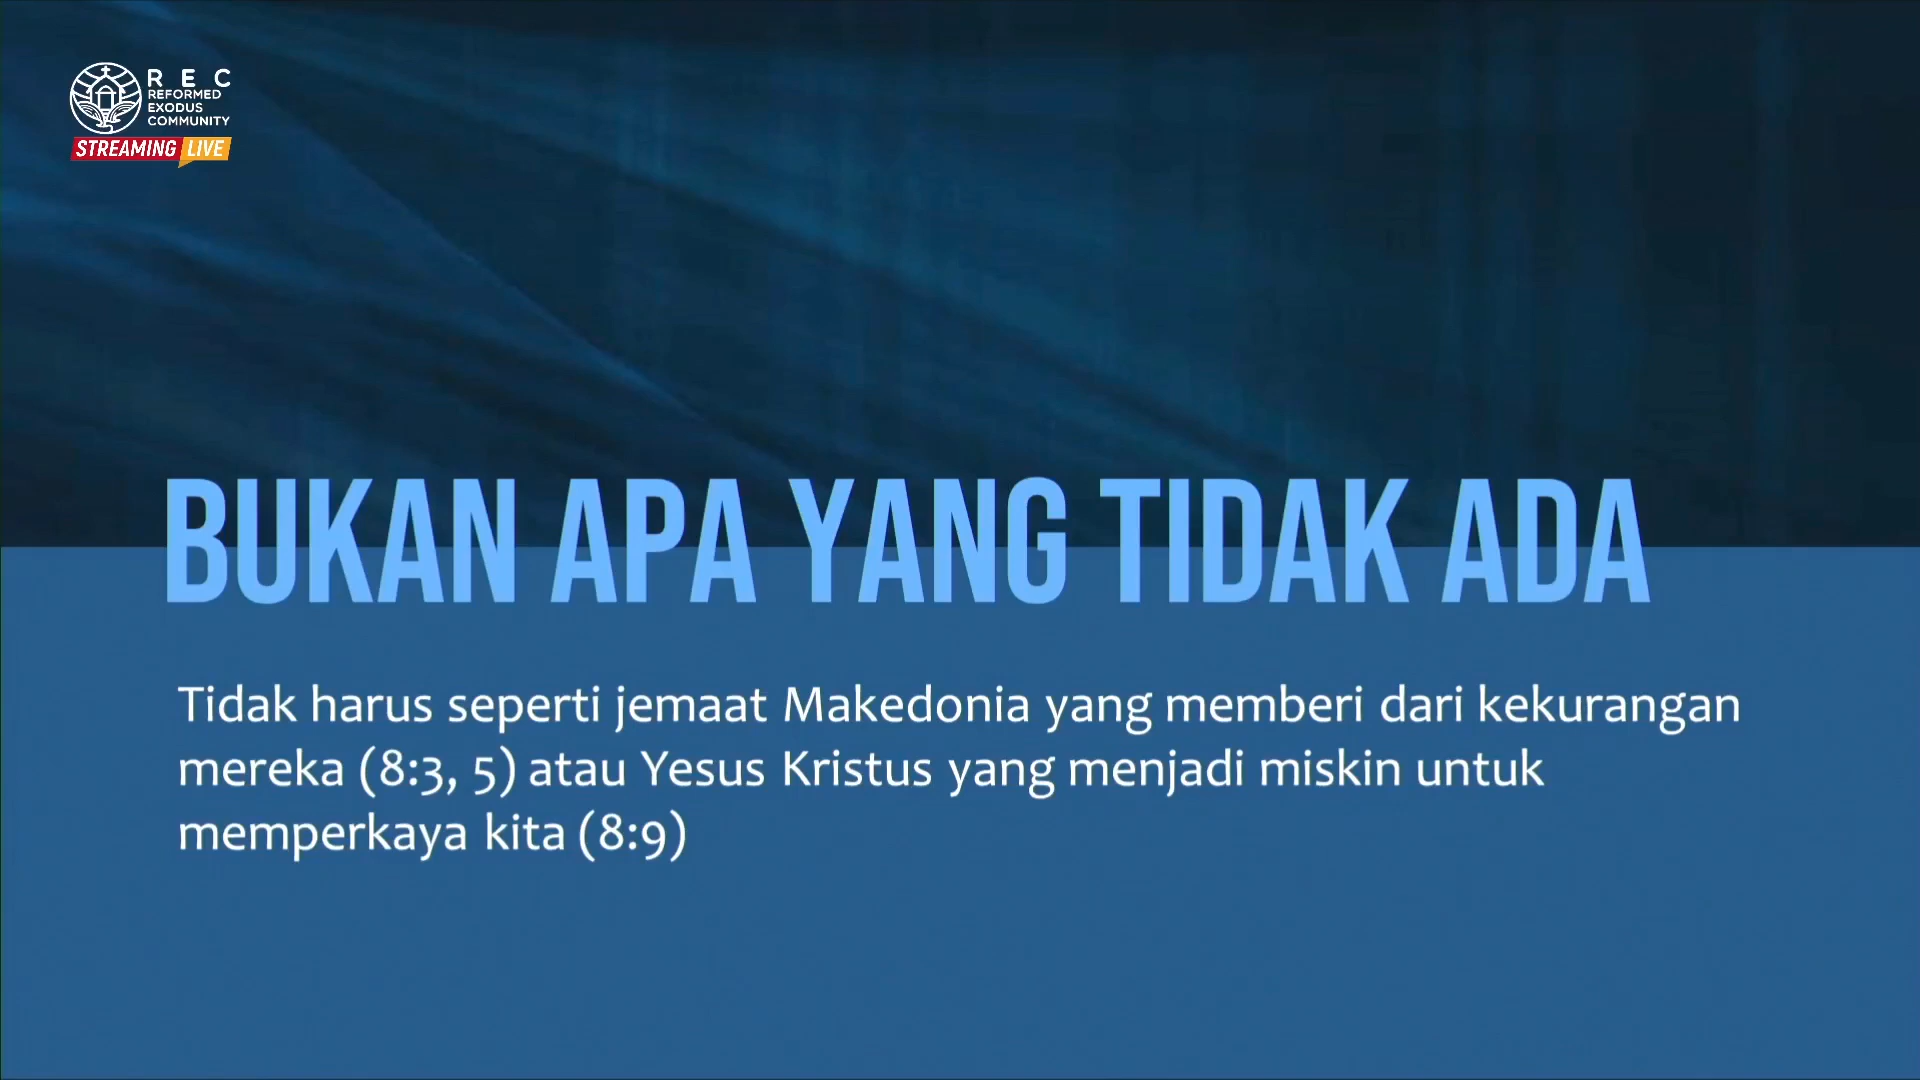 REC
REFORMED
EXODUS
COMMUNITY
STREAMING LIVE
BUKAN APA YANG TIDAK ADA
Tidak harus seperti jemaat Makedonia yang memberi dari kekurangan
mereka (8:3, 5) atau Yesus Kristus yang menjadi miskin untuk
memperkaya kita (8:9)